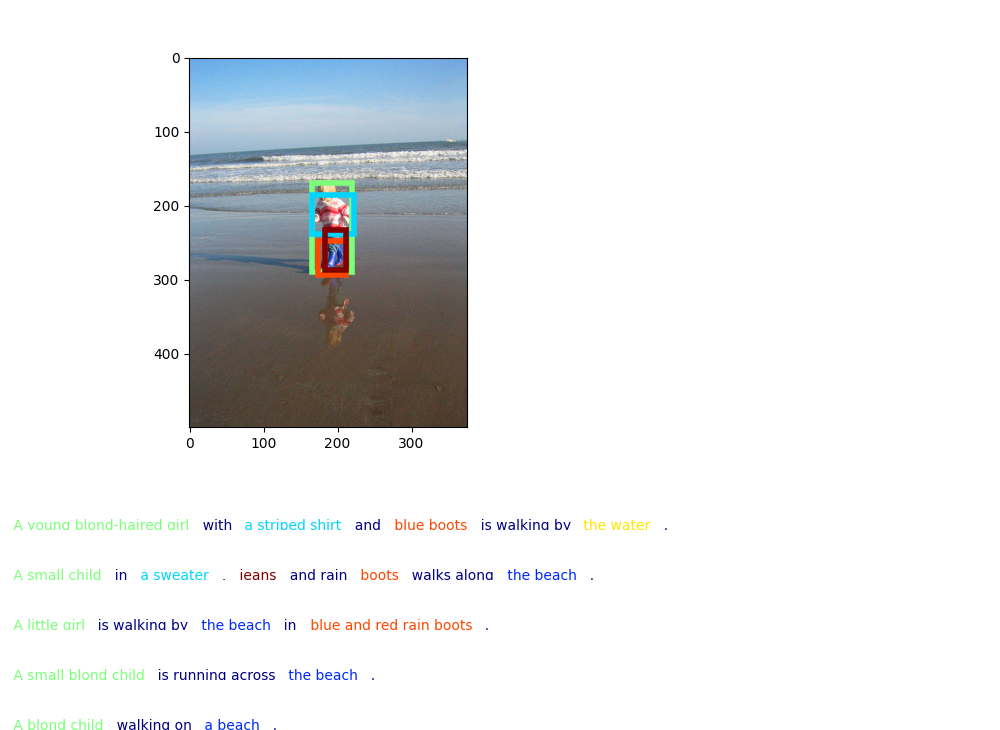 0
100
200
300
400
0 100 200 300
A young blond-haired girl with a striped shirt and blue boots is walking by the water .
A small child in a sweater , jeans and rain boots walks along the beach .
A little girl is walking by the beach in blue and red rain boots .
A small blond child is running across the beach .
A blond child walking on a beach .